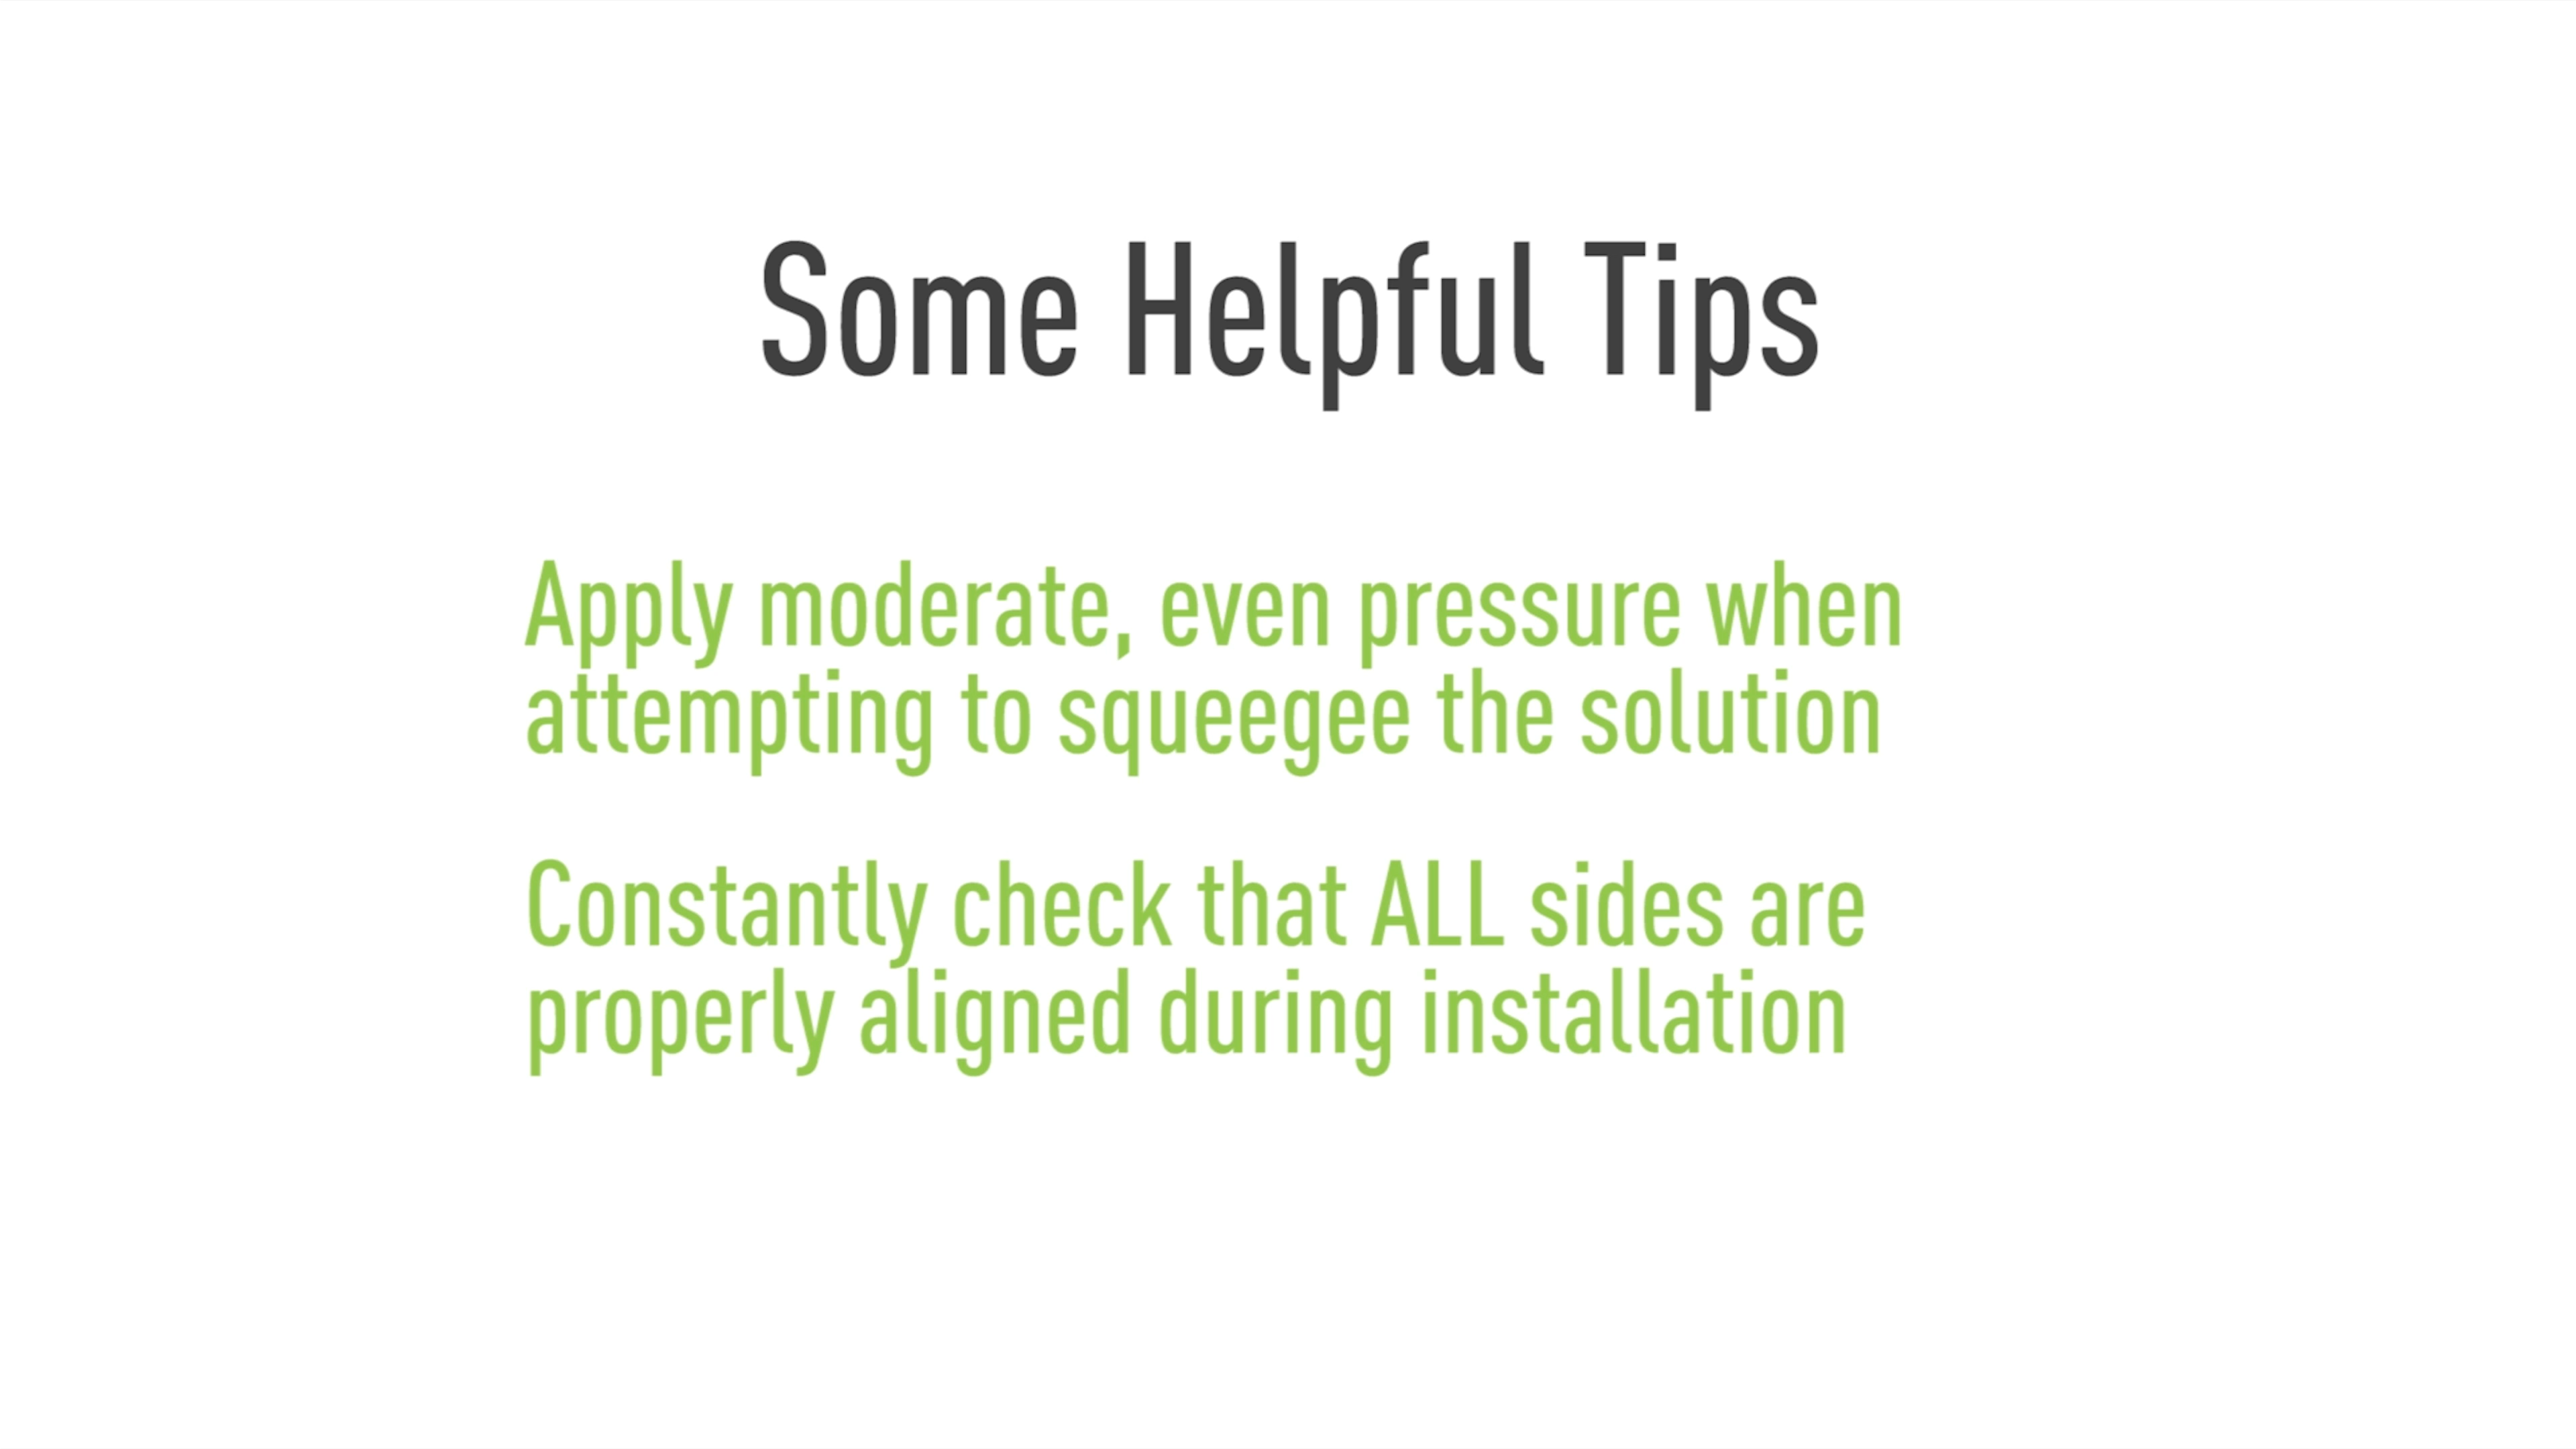 Some Helpful Tips
Apply moderate, even pressure when
attempting to squeegee the solution
Constantly check that ALL sides are
properly aligned during installation